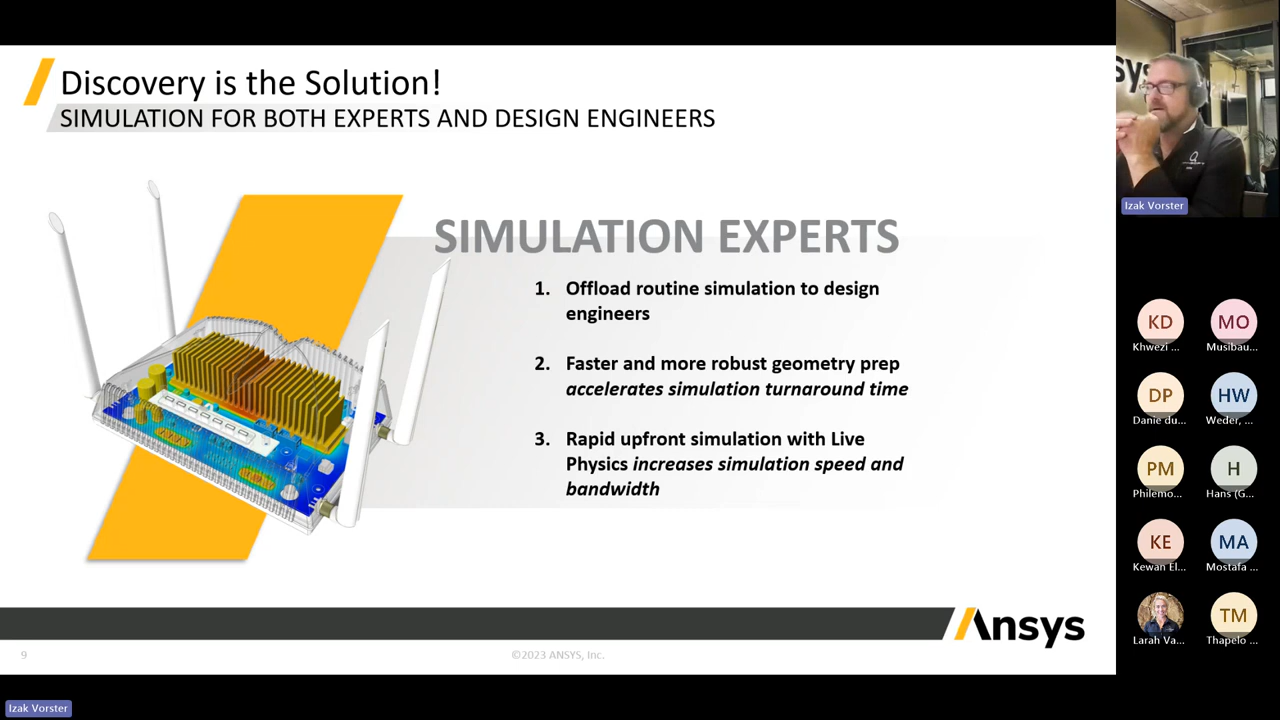 Discovery is the Solution!
SIMULATION FOR BOTH EXPERTS AND DESIGN ENGINEERS
SIMULATION EXPERTS
1. Offload routine simulation to design
engineers
2. Faster and more robust geometry prep
accelerates simulation turnaround time
3. Rapid upfront simulation with Live
Physics increases simulation speed and
bandwidth
Ansys
9
©2023 ANSYS, Inc.
Izak Vorster
sys
Izak Vorster
KD
MO
Khwezi ...
Musibau...
DP
HW
Danie du...
Weder, ...
PM
H
Philemo...
Hans (G...
KE
MA
Kewan El...
Mostafa ...
Larah Va...
TM
Thapelo ...